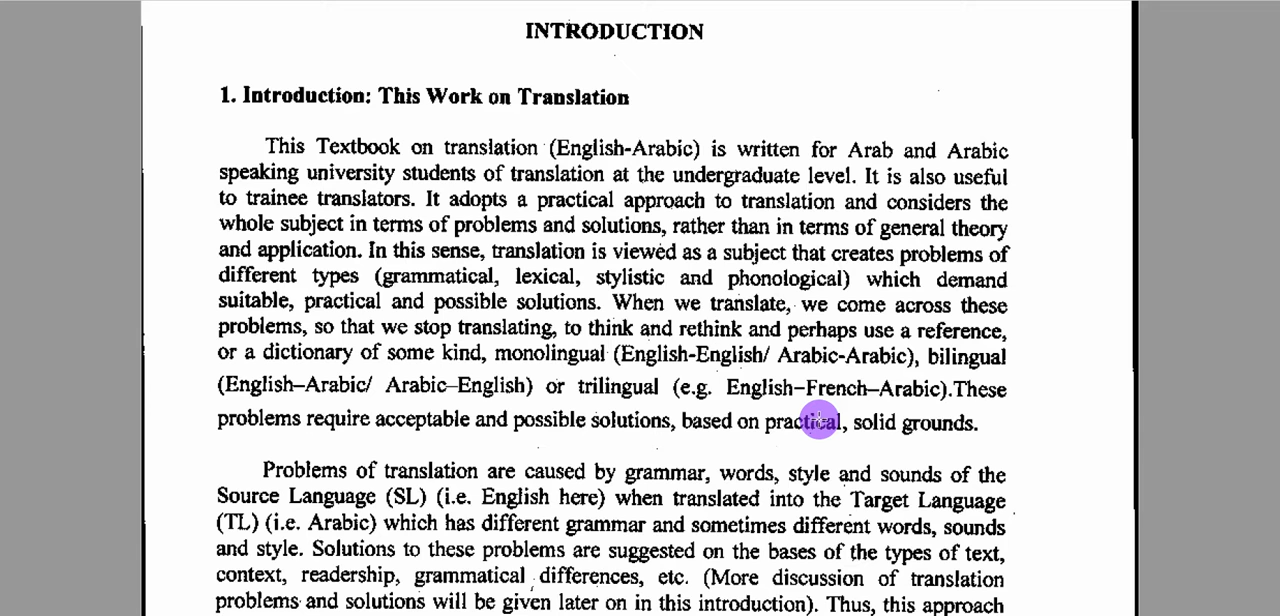 INTRODUCTION
1. Introduction: This Work on Translation
This Textbook on translation (English-Arabic) is written for Arab and Arabic
speaking university students of translation at the undergraduate level. It is also useful
to trainee translators. It adopts a practical approach to translation and considers the
whole subject in terms of problems and solutions, rather than in terms of general theory
and application. In this sense, translation is viewed as a subject that creates problems of
different types (grammatical, lexical, stylistic and phonological) which demand
suitable, practical and possible solutions. When we translate, we come across these
problems, so that we stop translating, to think and rethink and perhaps use a reference,
or a dictionary of some kind, monolingual (English-English/ Arabic-Arabic), bilingual
(English–Arabic/ Arabic–English) or trilingual (e.g. English–French–Arabic).These
problems require acceptable and possible solutions, based on practical, solid grounds.
Problems of translation are caused by grammar, words, style and sounds of the
Source Language (SL) (i.e. English here) when translated into the Target Language
(TL) (i.e. Arabic) which has different grammar and sometimes different words, sounds
and style. Solutions to these problems are suggested on the bases of the types of text,
context, readership, grammatical differences, etc. (More discussion of translation
problems and solutions will be given later on in this introduction). Thus, this approach